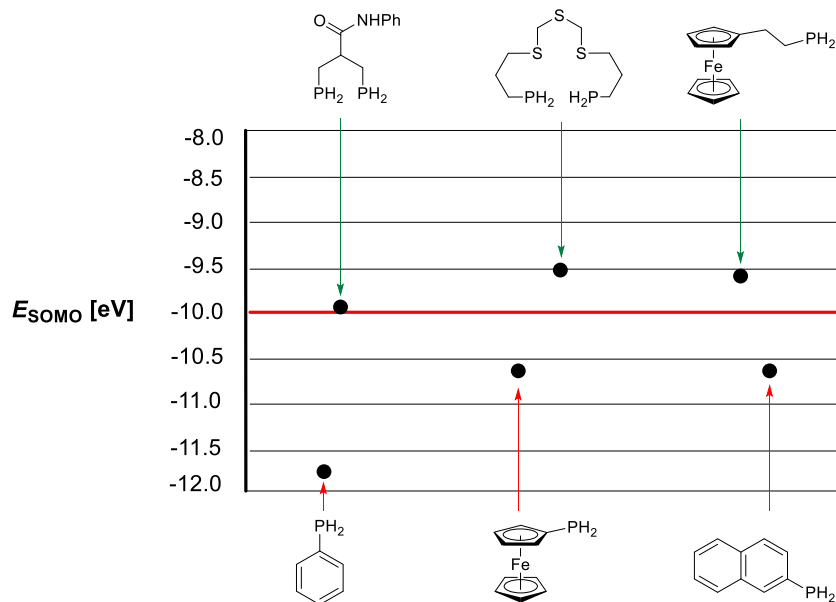 O
NHPh
PH2 PH2
S
S S
PH2 H2P
Fe
PH2
-8.0
-8.5
-9.0
-9.5
ESOMO [eV]
-10.0
-10.5
-11.0
-11.5
-12.0
PH2
PH2
Fe
PH2